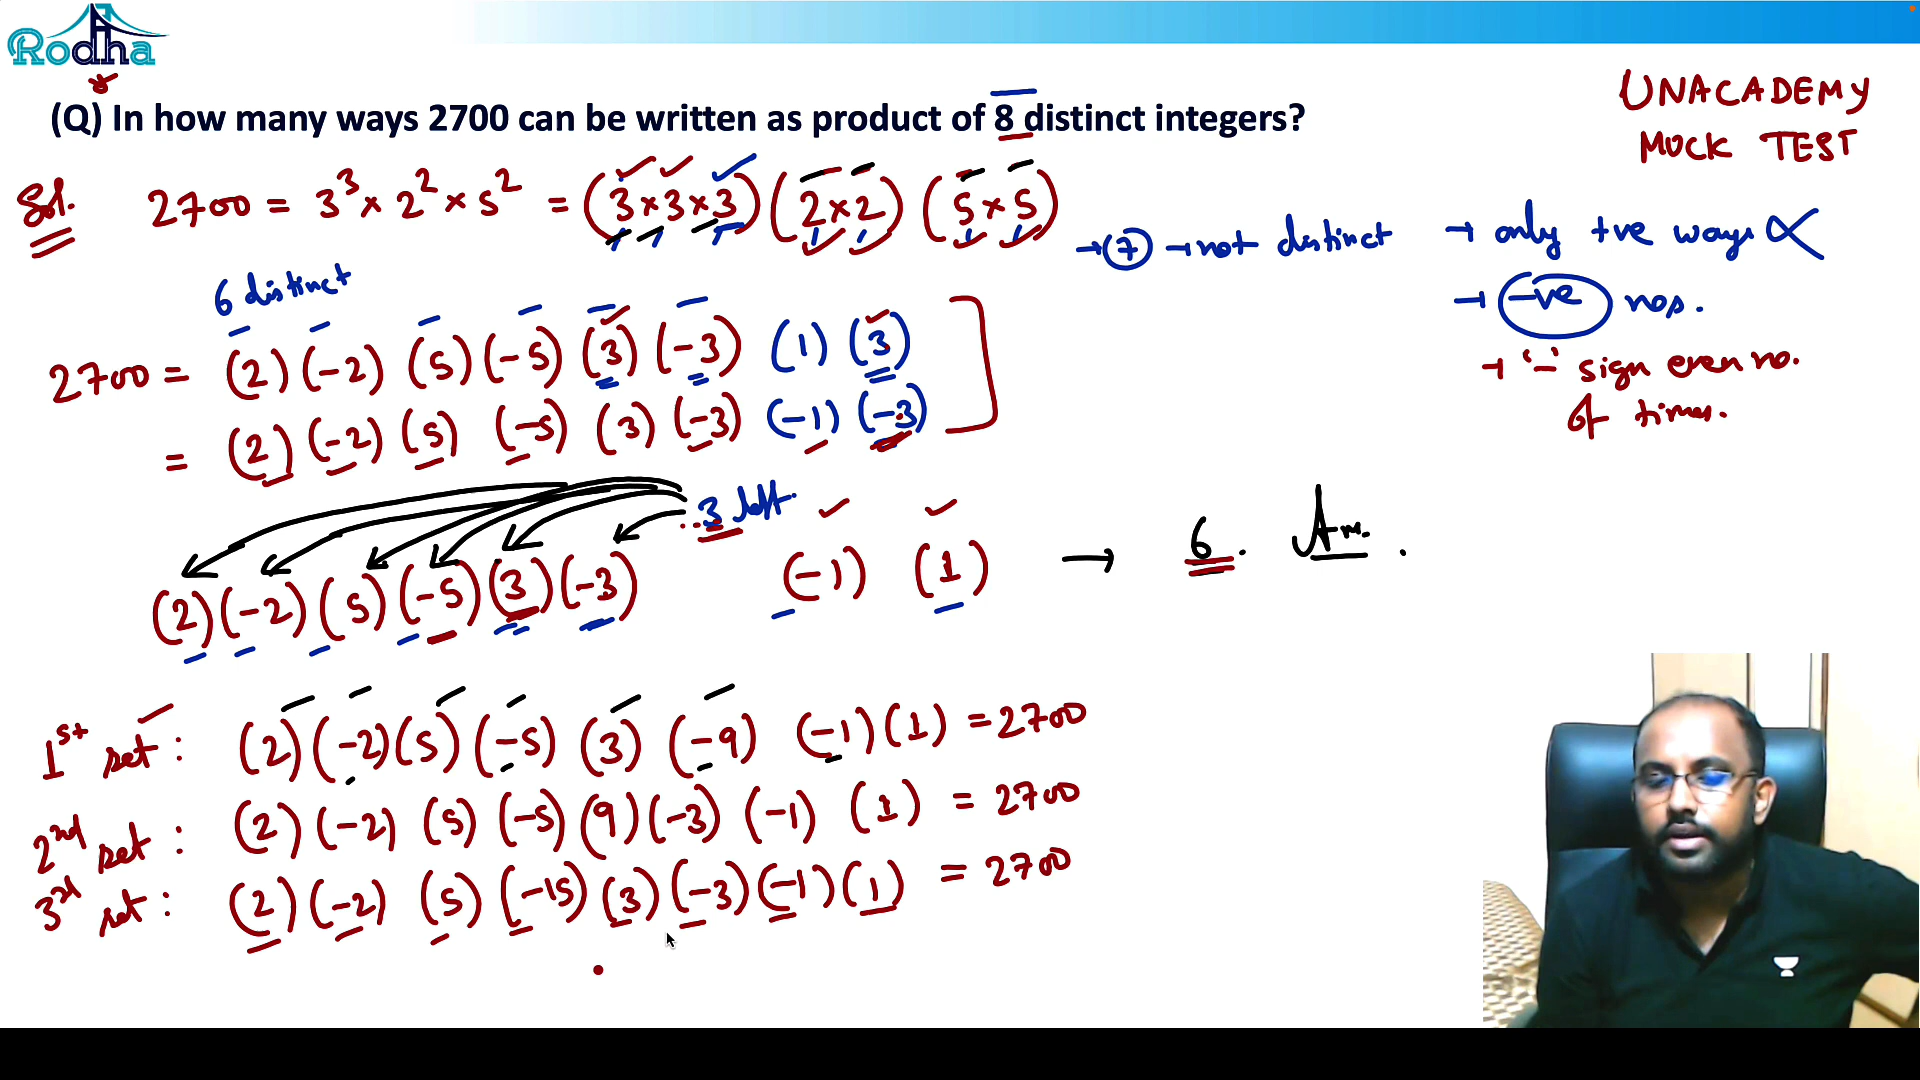 Rodha
(Q) In how many ways 2700 can be written as product of 8 distinct integers?
UNACADEMY
MOCK TEST
Sol. 2700 = 3³ × 2² × 5² = (3×3×3)(2×2)(5×5)
→ 7 → not distinct
→ only +ve ways
→ -ve nos.
→ '-' sign even no.
of times.
6 distinct
2700 = (2)(-2)(5)(-5)(3)(-3)(1)(3)
= (2)(-2)(5)(-5)(3)(-3)(-1)(-3)
3 left.
(2)(-2)(5)(-5)(3)(-3) (-1) (1) → 6. Ans.
1st set: (2)(-2)(5)(-5)(3)(-9)(-1)(1) = 2700
2nd set: (2)(-2)(5)(-5)(9)(-3)(-1)(1) = 2700
3rd set: (2)(-2)(5)(-15)(3)(-3)(-1)(1) = 2700